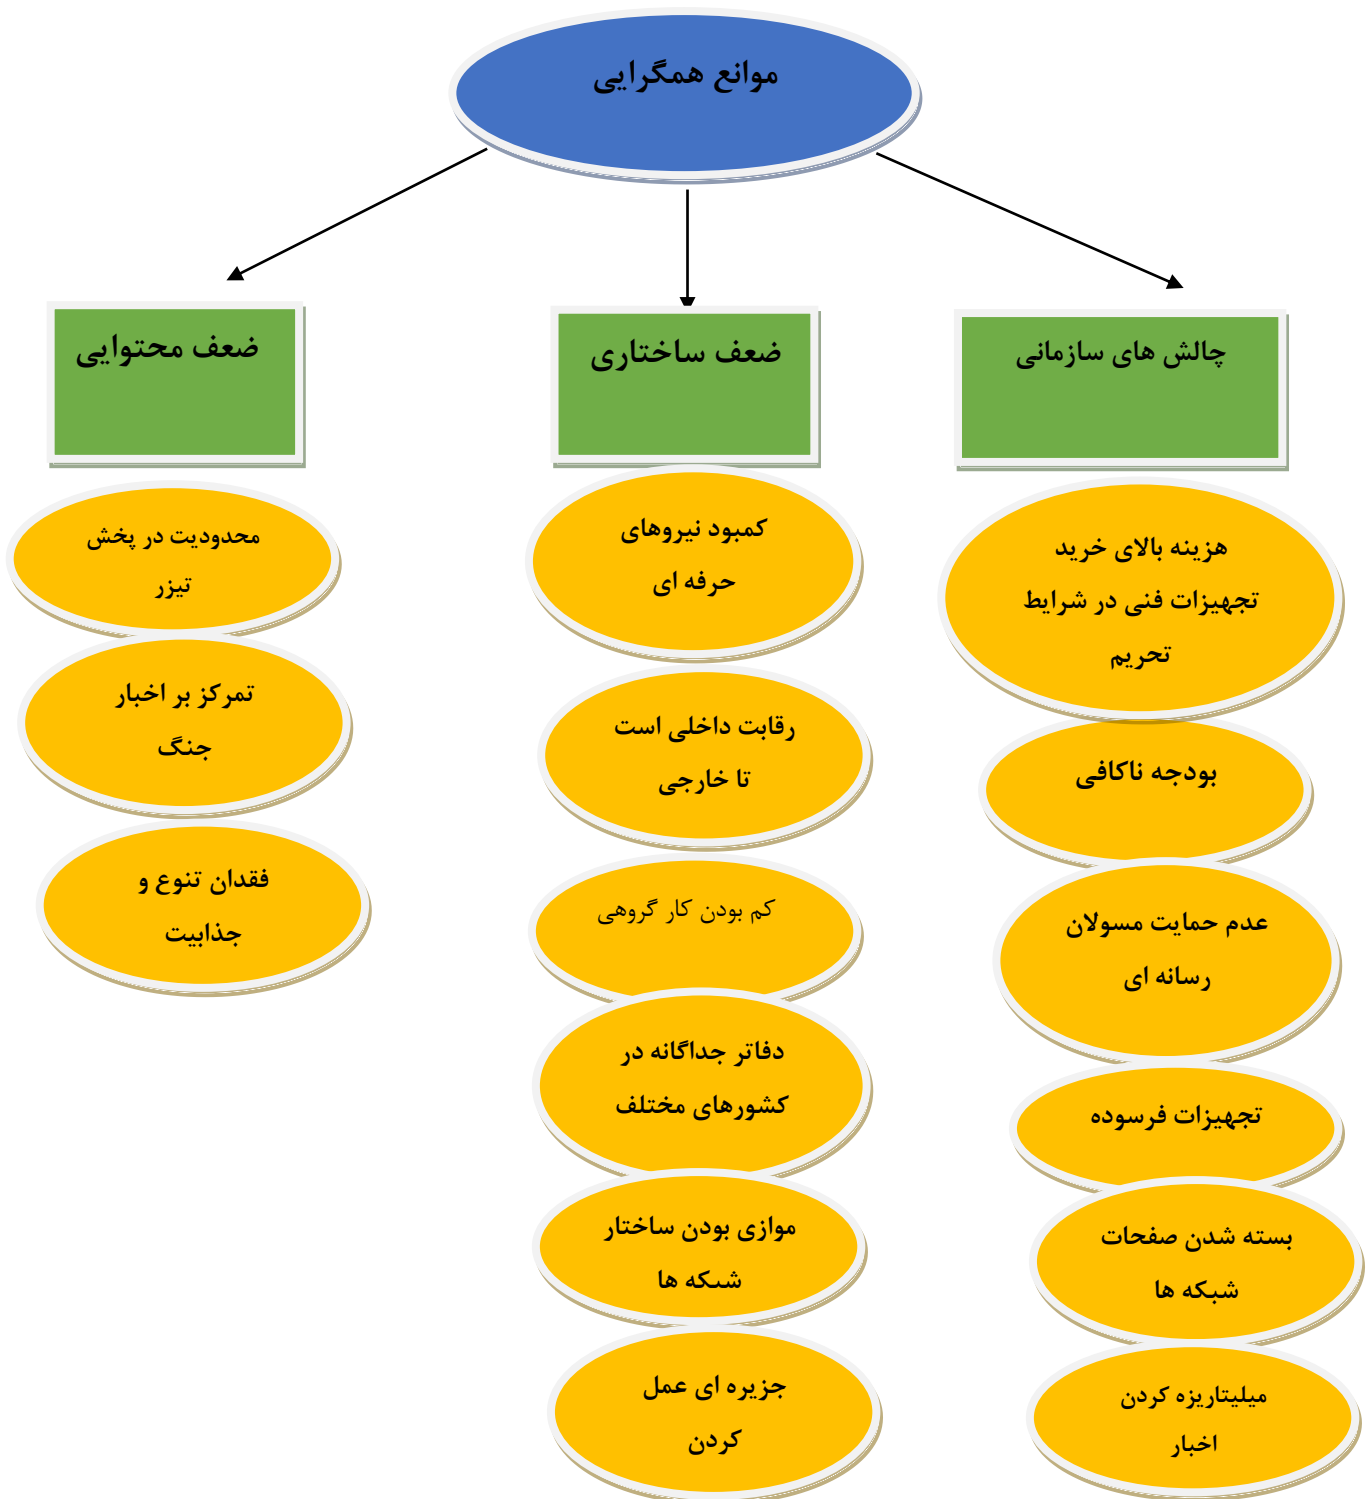 موانع همگرایی
چالش های سازمانی
ضعف ساختاری
ضعف محتوایی
هزینه بالای خرید
تجهیزات فنی در شرایط
تحریم
بودجه ناکافی
عدم حمایت مسولان
رسانه ای
تجهیزات فرسوده
بسته شدن صفحات
شبکه ها
میلیتاریزه کردن
اخبار
کمبود نیروهای
حرفه ای
رقابت داخلی است
تا خارجی
کم بودن کار گروهی
دفاتر جداگانه در
کشورهای مختلف
موازی بودن ساختار
شبکه ها
جزیره ای عمل
کردن
محدودیت در پخش
تیزر
تمرکز بر اخبار
جنگ
فقدان تنوع و
جذابیت